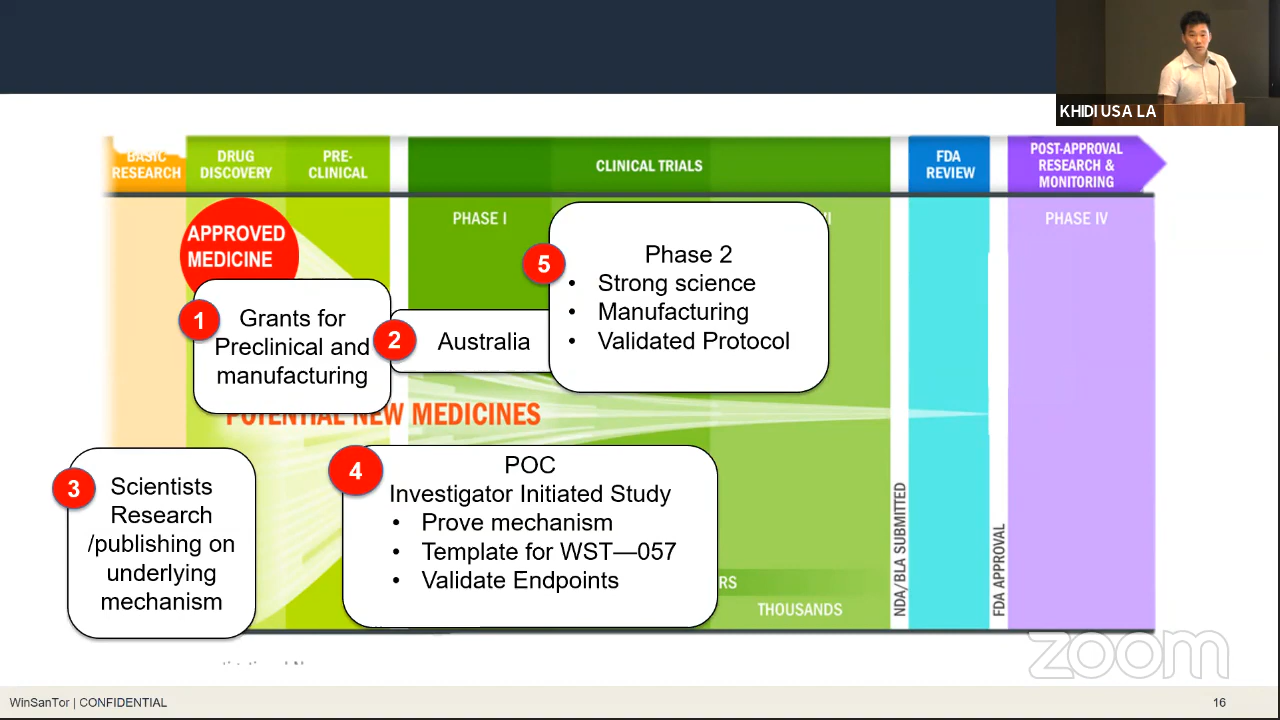 KHIDI USA LA
BASIC
RESEARCH
DRUG
DISCOVERY
PRE-
CLINICAL
CLINICAL TRIALS
FDA
REVIEW
POST-APPROVAL
RESEARCH &
MONITORING
PHASE I
PHASE IV
APPROVED
MEDICINE
1
Grants for
Preclinical and
manufacturing
2
Australia
5
Phase 2
• Strong science
• Manufacturing
• Validated Protocol
POTENTIAL NEW MEDICINES
3
Scientists
Research
/publishing on
underlying
mechanism
4
POC
Investigator Initiated Study
• Prove mechanism
• Template for WST—057
• Validate Endpoints
RS
THOUSANDS
NDA/BLA SUBMITTED
FDA APPROVAL
zoom
WinSanTor | CONFIDENTIAL
16